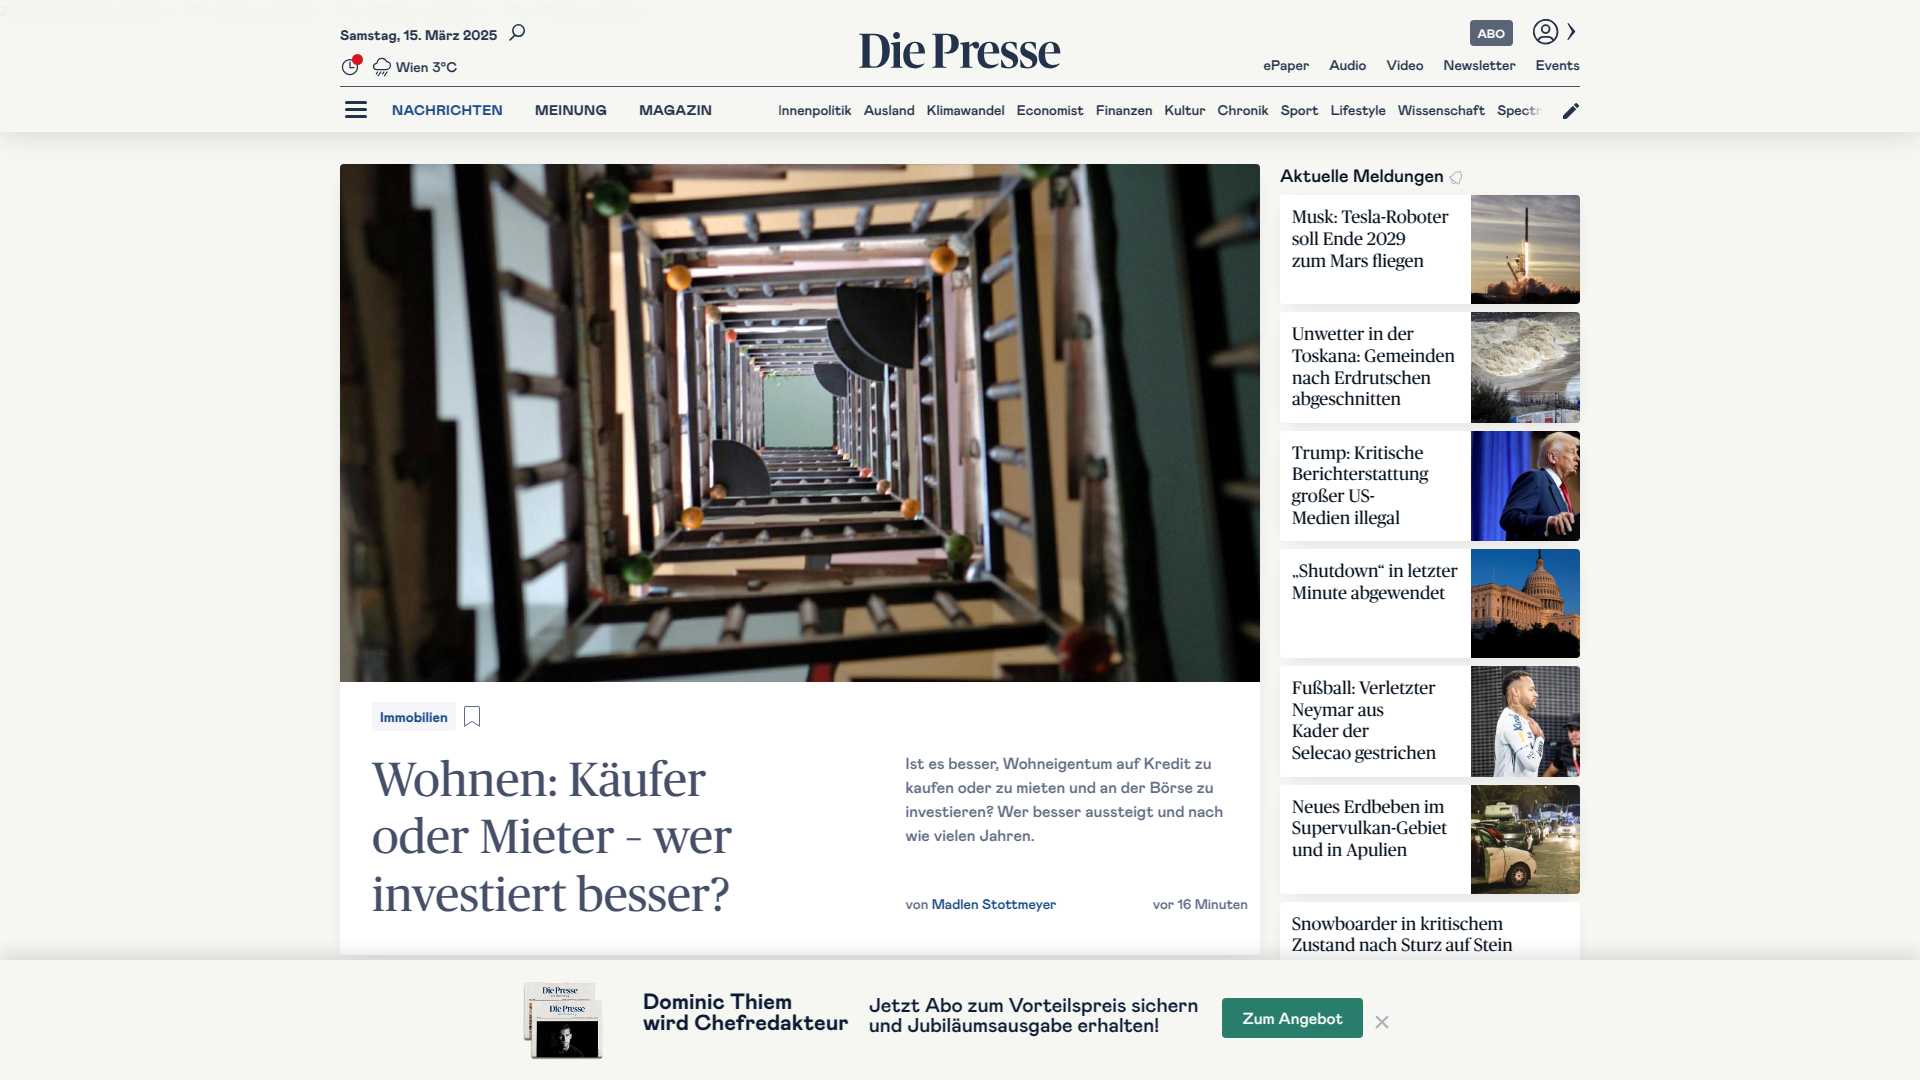 Samstag, 15. März 2025
Wien 3°C
Die Presse
ABO
ePaper Audio Video Newsletter Events
NACHRICHTEN MEINUNG MAGAZIN
Innenpolitik Ausland Klimawandel Economist Finanzen Kultur Chronik Sport Lifestyle Wissenschaft Spectr
Immobilien
Wohnen: Käufer
oder Mieter – wer
investiert besser?
Ist es besser, Wohneigentum auf Kredit zu
kaufen oder zu mieten und an der Börse zu
investieren? Wer besser aussteigt und nach
wie vielen Jahren.
von Madlen Stottmeyer
vor 16 Minuten
Aktuelle Meldungen
Musk: Tesla-Roboter
soll Ende 2029
zum Mars fliegen
Unwetter in der
Toskana: Gemeinden
nach Erdrutschen
abgeschnitten
Trump: Kritische
Berichterstattung
großer US-
Medien illegal
„Shutdown“ in letzter
Minute abgewendet
Fußball: Verletzter
Neymar aus
Kader der
Selecao gestrichen
Neues Erdbeben im
Supervulkan-Gebiet
und in Apulien
Snowboarder in kritischem
Zustand nach Sturz auf Stein
Die Presse
Die Presse
Dominic Thiem
wird Chefredakteur
Jetzt Abo zum Vorteilspreis sichern
und Jubiläumsausgabe erhalten!
Zum Angebot